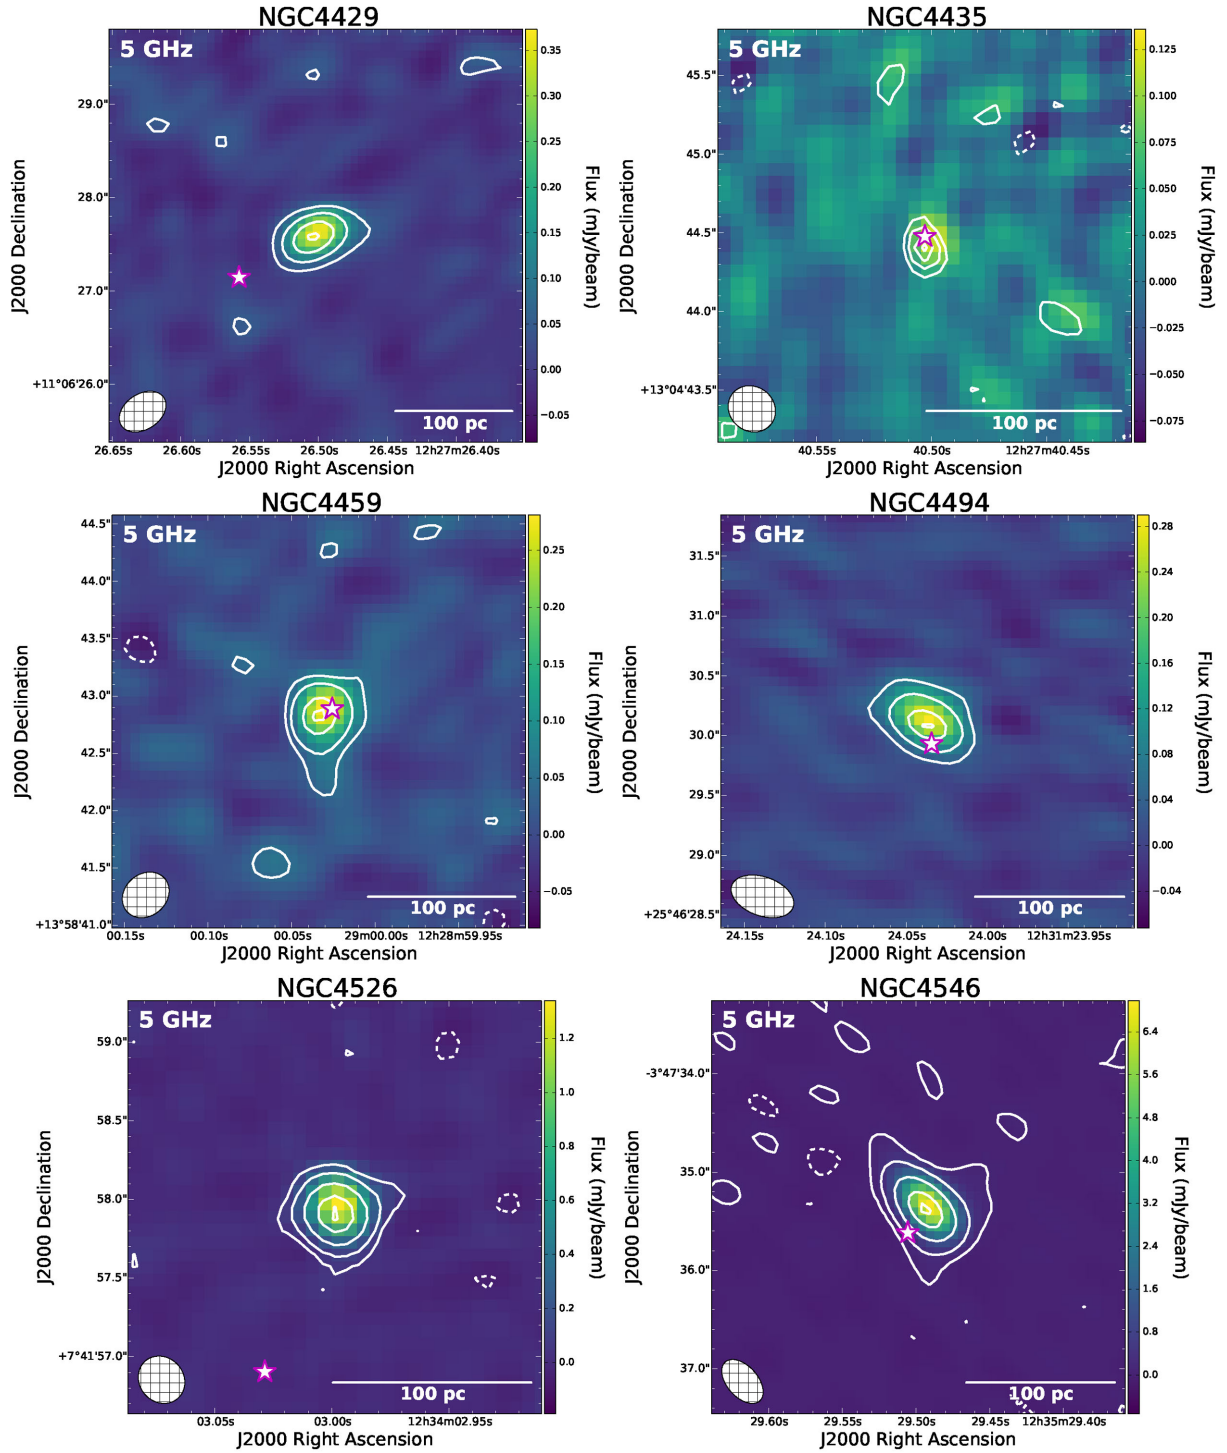 NGC4429
5 GHz
J2000 Declination
29.0"
28.0"
27.0"
+11°06'26.0"
26.65s 26.60s 26.55s 26.50s 26.45s 12h27m26.40s
J2000 Right Ascension
100 pc
0.35
0.30
0.25
0.20
0.15
0.10
0.05
0.00
−0.05
Flux (mJy/beam)
NGC4435
5 GHz
J2000 Declination
45.5"
45.0"
44.5"
44.0"
+13°04'43.5"
40.55s 40.50s 12h27m40.45s
J2000 Right Ascension
100 pc
0.125
0.100
0.075
0.050
0.025
0.000
−0.025
−0.050
−0.075
Flux (mJy/beam)
NGC4459
5 GHz
J2000 Declination
44.5"
44.0"
43.5"
43.0"
42.5"
42.0"
41.5"
+13°58'41.0"
00.15s 00.10s 00.05s 29m00.00s 12h28m59.95s
J2000 Right Ascension
100 pc
0.25
0.20
0.15
0.10
0.05
0.00
−0.05
Flux (mJy/beam)
NGC4494
5 GHz
J2000 Declination
31.5"
31.0"
30.5"
30.0"
29.5"
29.0"
+25°46'28.5"
24.15s 24.10s 24.05s 24.00s 12h31m23.95s
J2000 Right Ascension
100 pc
0.28
0.24
0.20
0.16
0.12
0.08
0.04
0.00
−0.04
Flux (mJy/beam)
NGC4526
5 GHz
J2000 Declination
59.0"
58.5"
58.0"
57.5"
+7°41'57.0"
03.05s 03.00s 12h34m02.95s
J2000 Right Ascension
100 pc
1.2
1.0
0.8
0.6
0.4
0.2
0.0
Flux (mJy/beam)
NGC4546
5 GHz
J2000 Declination
-3°47'34.0"
35.0"
36.0"
37.0"
29.60s 29.55s 29.50s 29.45s 12h35m29.40s
J2000 Right Ascension
100 pc
6.4
5.6
4.8
4.0
3.2
2.4
1.6
0.8
0.0
Flux (mJy/beam)